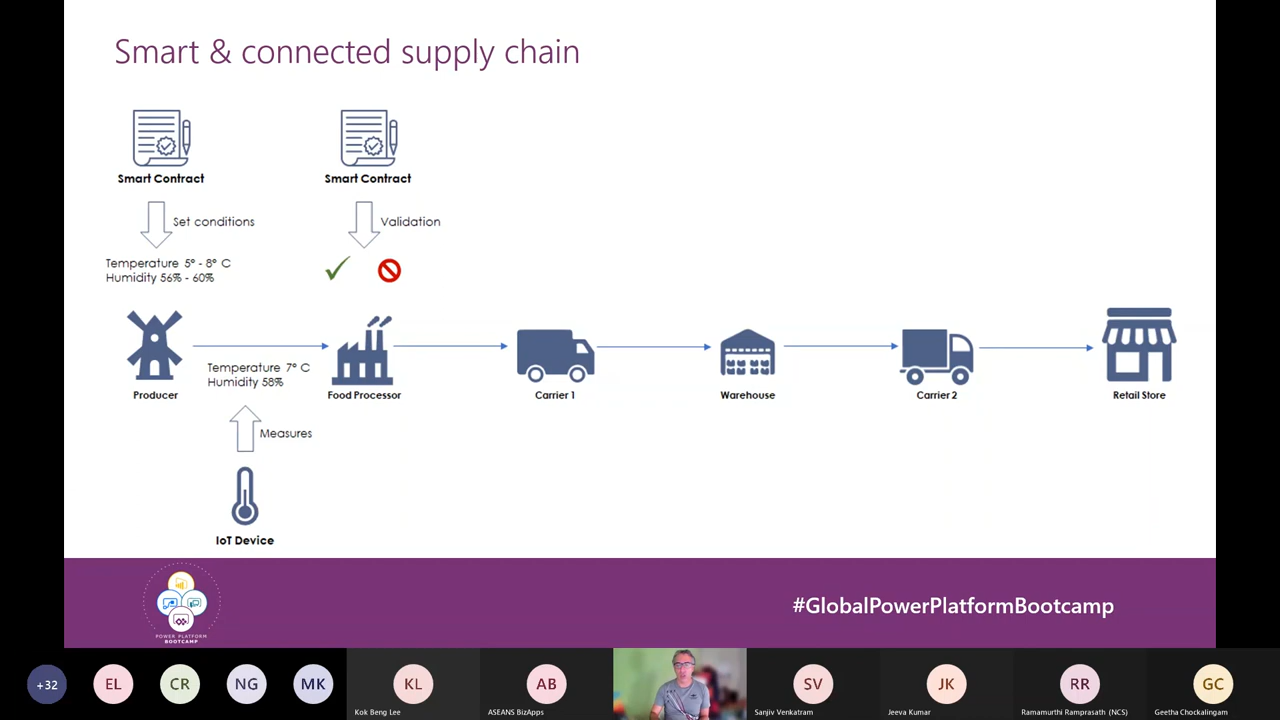 Smart & connected supply chain
Smart Contract
Smart Contract
Set conditions
Validation
Temperature 5º - 8º C
Humidity 56% - 60%
Temperature 7º C
Humidity 58%
Producer
Food Processor
Carrier 1
Warehouse
Carrier 2
Retail Store
Measures
IoT Device
POWER PLATFORM
BOOTCAMP
#GlobalPowerPlatformBootcamp
+32
EL
CR
NG
MK
KL
AB
SV
JK
RR
GC
Kok Beng Lee
ASEANS BizApps
Sanjiv Venkatram
Jeeva Kumar
Ramamurthi Ramprasath (NCS)
Geetha Chockalingam